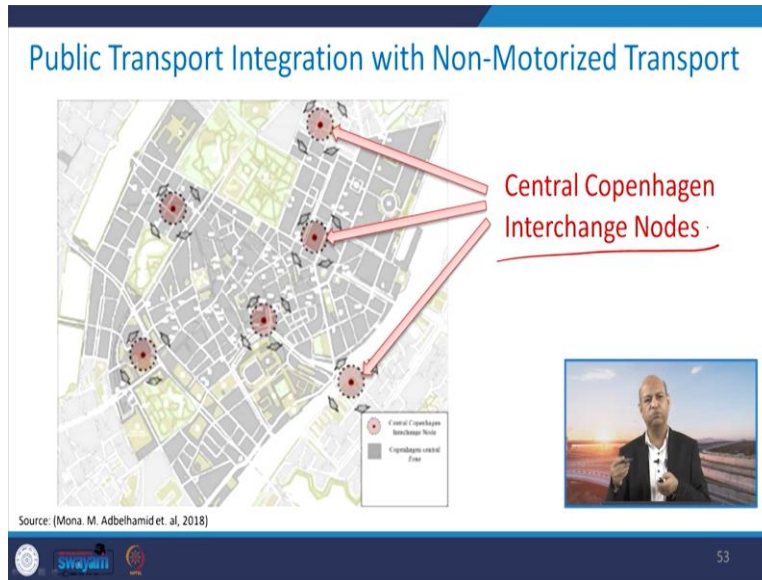 Public Transport Integration with Non-Motorized Transport
Central Copenhagen
Interchange Nodes
Central Copenhagen
Interchange Node
Copenhagen central
Zone
Source: (Mona. M. Adbelhamid et. al, 2018)
swayam
53